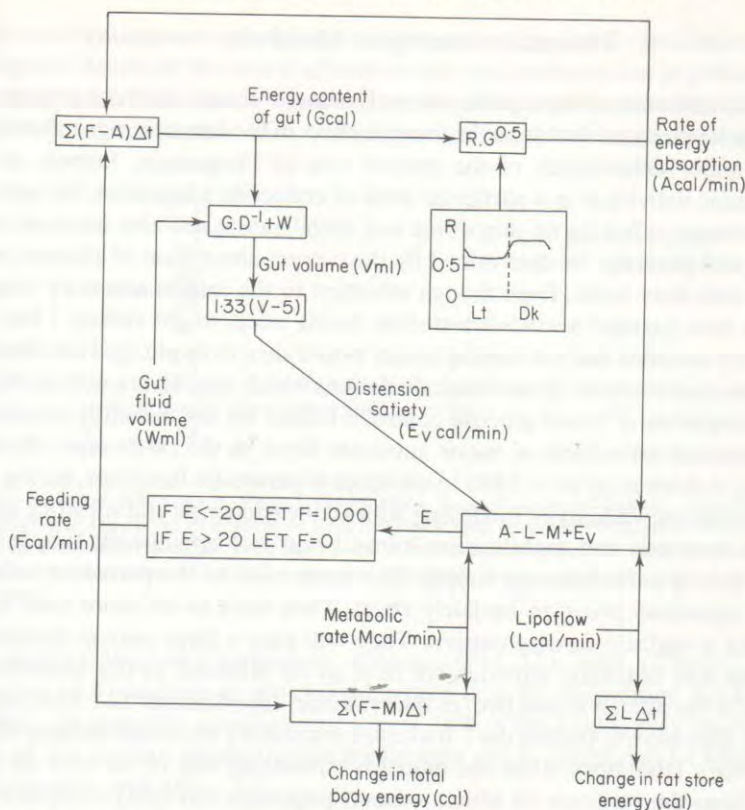 Energy content
of gut (Gcal)
Σ(F-A)Δt
R.G^0·5
Rate of
energy
absorption
(Acal/min)
G.D^-1+W
R
0·5
0
Lt Dk
Gut volume (Vml)
1·33(V-5)
Gut
fluid
volume
(Wml)
Distension
satiety
(Ev cal/min)
Feeding
rate
(Fcal/min)
IF E<-20 LET F=1000
IF E > 20 LET F=0
E
A-L-M+Ev
Metabolic
rate (Mcal/min)
Lipoflow
(Lcal/min)
Σ(F-M)Δt
ΣLΔt
Change in total
body energy (cal)
Change in fat store
energy (cal)